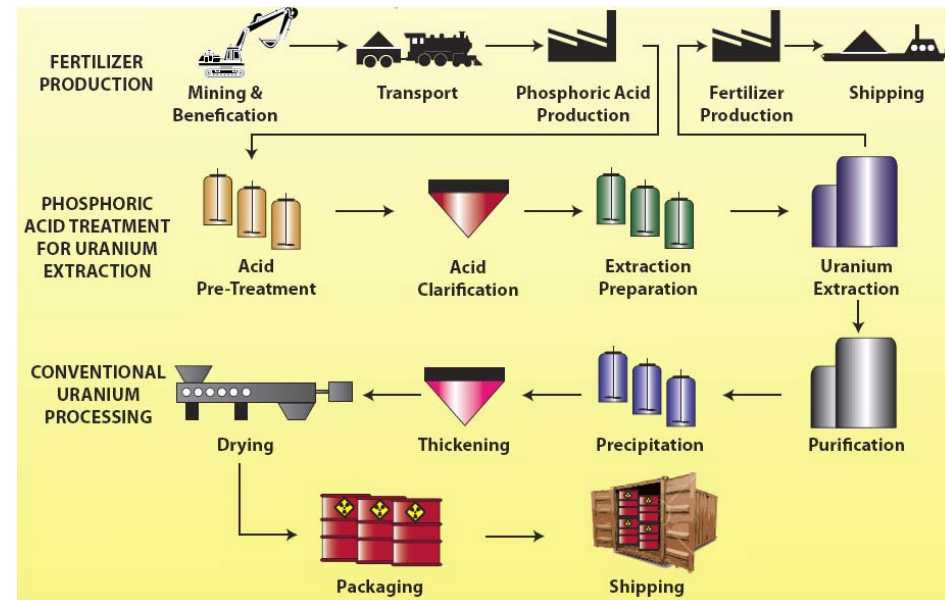 FERTILIZER
PRODUCTION
Mining &
Benefication
Transport
Phosphoric Acid
Production
Fertilizer
Production
Shipping
PHOSPHORIC
ACID TREATMENT
FOR URANIUM
EXTRACTION
Acid
Pre-Treatment
Acid
Clarification
Extraction
Preparation
Uranium
Extraction
CONVENTIONAL
URANIUM
PROCESSING
Drying
Thickening
Precipitation
Purification
Packaging
Shipping